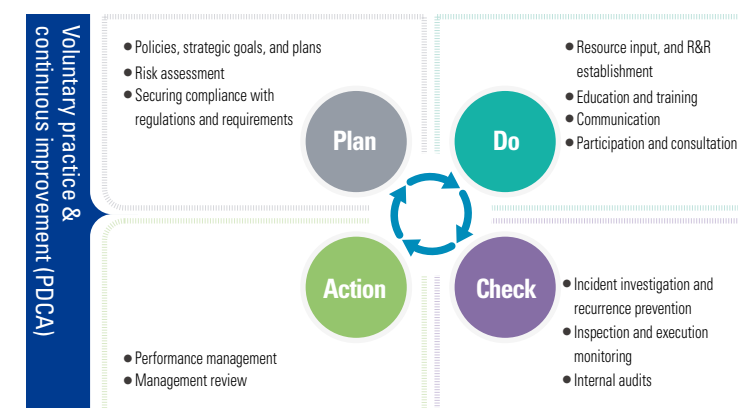 Voluntary practice &
continuous improvement (PDCA)
● Policies, strategic goals, and plans
● Risk assessment
● Securing compliance with
regulations and requirements
Plan
● Resource input, and R&R
establishment
● Education and training
● Communication
● Participation and consultation
Do
Action
● Performance management
● Management review
Check
● Incident investigation and
recurrence prevention
● Inspection and execution
monitoring
● Internal audits